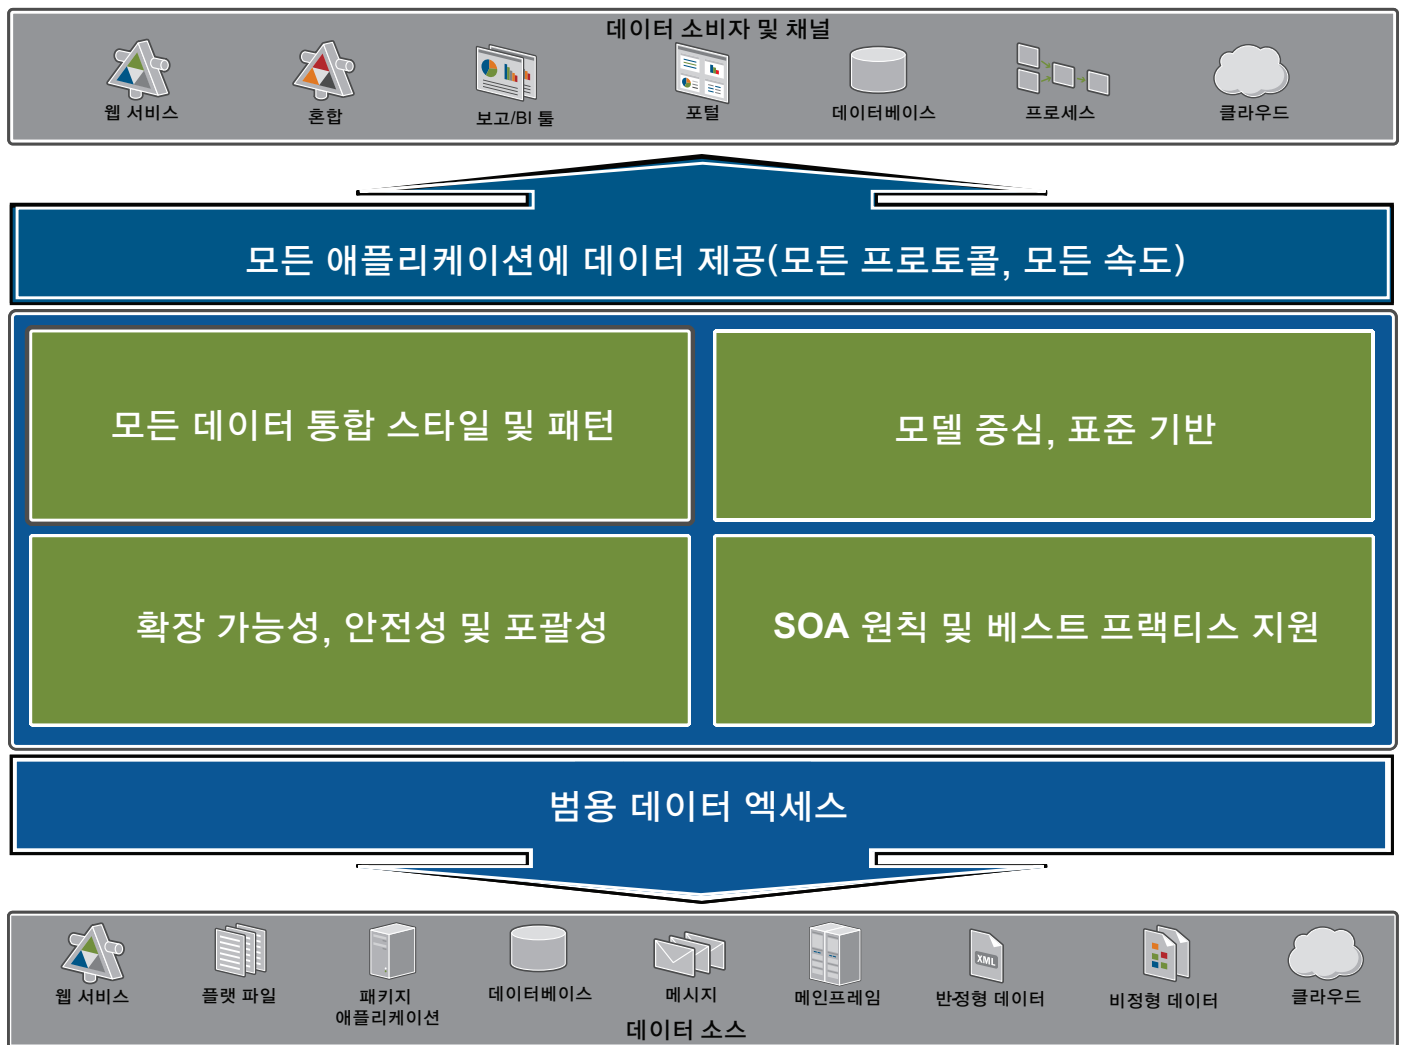 데이터 소비자 및 채널
웹 서비스
혼합
보고/BI 툴
포털
데이터베이스
프로세스
클라우드
모든 애플리케이션에 데이터 제공(모든 프로토콜, 모든 속도)
모든 데이터 통합 스타일 및 패턴
모델 중심, 표준 기반
확장 가능성, 안전성 및 포괄성
SOA 원칙 및 베스트 프랙티스 지원
범용 데이터 엑세스
웹 서비스
플랫 파일
패키지
애플리케이션
데이터베이스
메시지
메인프레임
XML
반정형 데이터
비정형 데이터
클라우드
데이터 소스